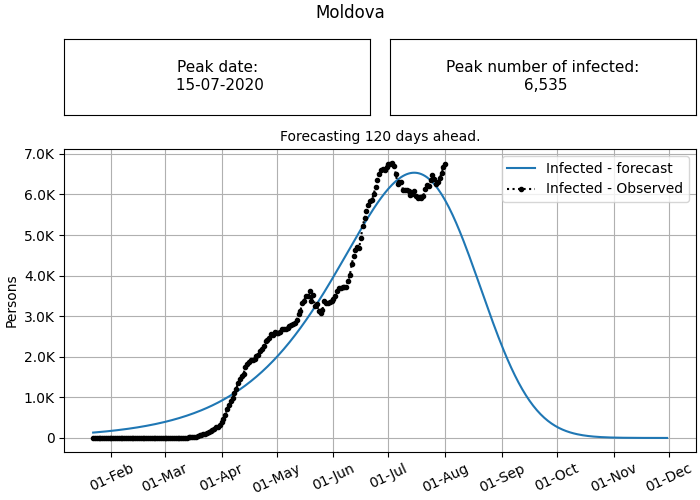 Moldova
Peak date:
15-07-2020
Peak number of infected:
6,535
Forecasting 120 days ahead.
7.0K
6.0K
5.0K
4.0K
3.0K
2.0K
1.0K
0
Persons
Infected - forecast
Infected - Observed
01-Feb
01-Mar
01-Apr
01-May
01-Jun
01-Jul
01-Aug
01-Sep
01-Oct
01-Nov
01-Dec